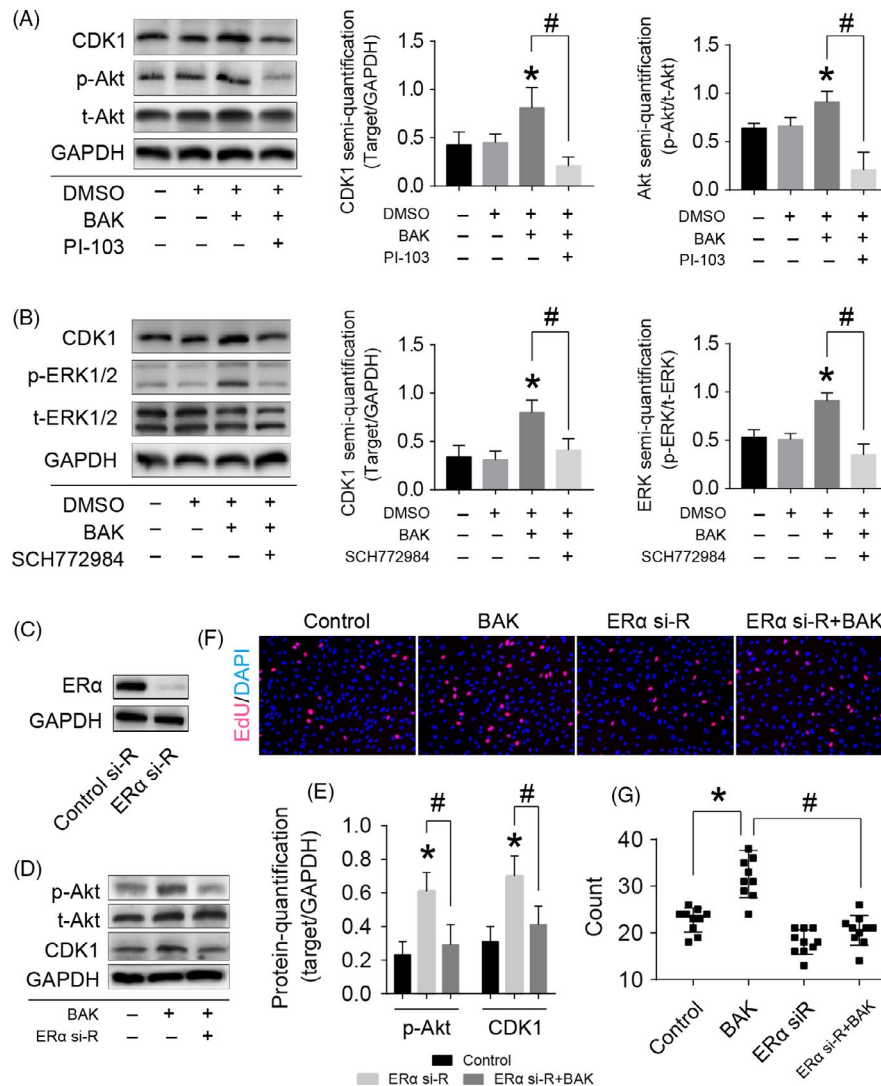 (A)
CDK1
p-Akt
t-Akt
GAPDH
DMSO – + + +
BAK – – + +
PI-103 – – – +
CDK1 semi-quantification
(Target/GAPDH)
1.5
1.0
0.5
0.0
* #
DMSO – + + +
BAK – – + +
PI-103 – – – +
Akt semi-quantification
(p-Akt/t-Akt)
1.5
1.0
0.5
0.0
* #
DMSO – + + +
BAK – – + +
PI-103 – – – +
(B)
CDK1
p-ERK1/2
t-ERK1/2
GAPDH
DMSO – + + +
BAK – – + +
SCH772984 – – – +
CDK1 semi-quantification
(Target/GAPDH)
1.5
1.0
0.5
0.0
* #
DMSO – + + +
BAK – – + +
SCH772984 – – – +
ERK semi-quantification
(p-ERK/t-ERK)
1.5
1.0
0.5
0.0
* #
DMSO – + + +
BAK – – + +
SCH772984 – – – +
(C)
ERα
GAPDH
Control si-R
ERα si-R
(D)
p-Akt
t-Akt
CDK1
GAPDH
BAK – + +
ERα si-R – – +
(F)
Control BAK ERα si-R ERα si-R+BAK
EdU/DAPI
(E)
Protein-quantification
(target/GAPDH)
1.0
0.8
0.6
0.4
0.2
0.0
* # * #
p-Akt CDK1
Control
ERα si-R ERα si-R+BAK
(G)
* #
Count
40
30
20
10
Control
BAK
ERα siR
ERα si-R+BAK